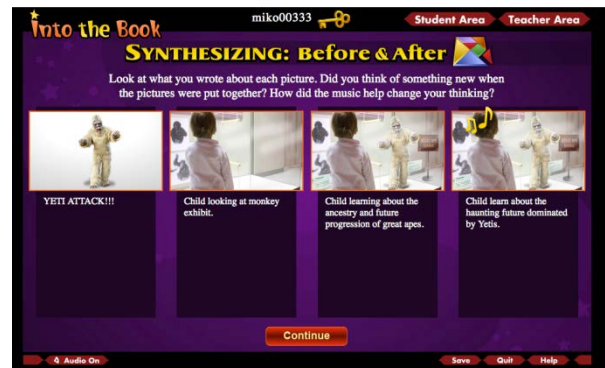 Into the Book
miko00333
Student Area
Teacher Area
SYNTHESIZING: Before & After
Look at what you wrote about each picture. Did you think of something new when
the pictures were put together? How did the music help change your thinking?
YETI ATTACK!!!
Child looking at monkey
exhibit.
Child learning about the
ancestry and future
progression of great apes.
Child learn about the
haunting future dominated
by Yetis.
Continue
Audio On
Save
Quit
Help